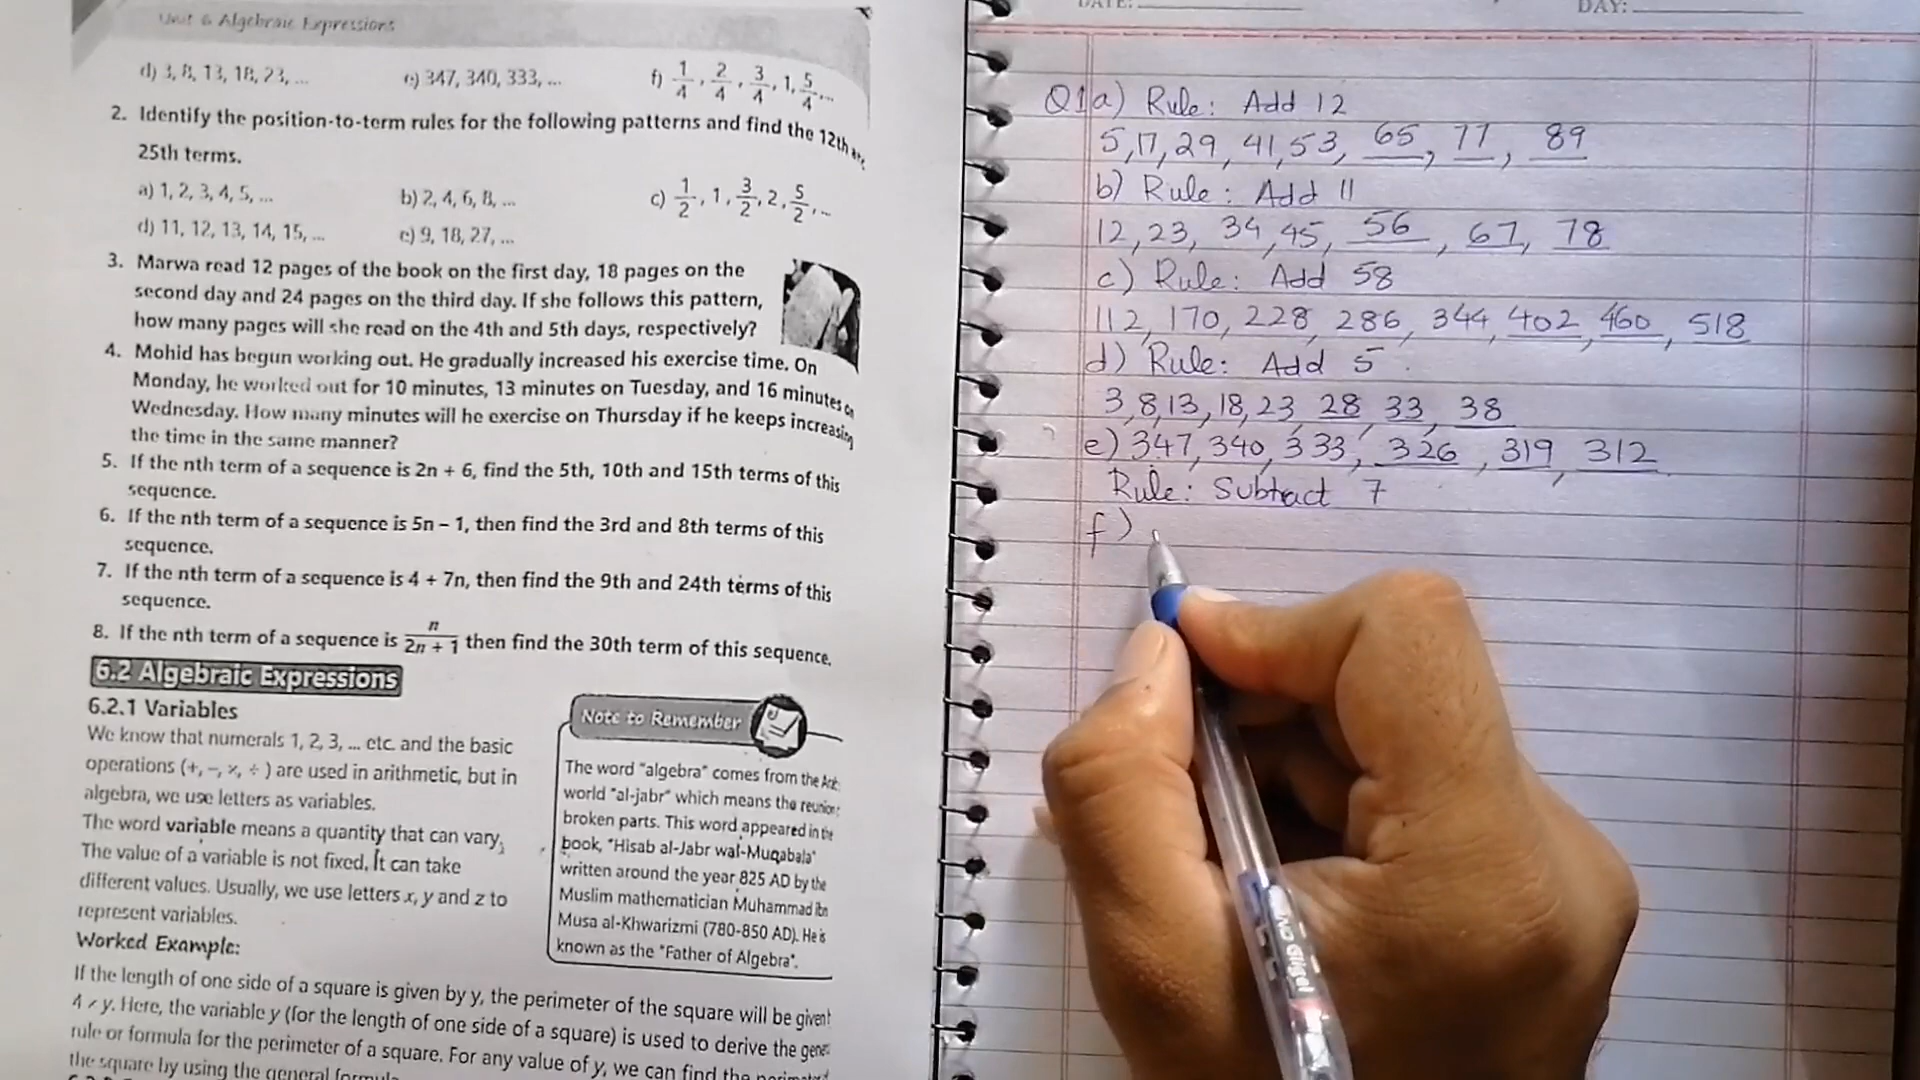 Unit 6 Algebraic Expressions
d) 3, 8, 13, 18, 23, ... e) 347, 340, 333, ... f) 1/4, 2/4, 3/4, 1, 5/4, ...
2. Identify the position-to-term rules for the following patterns and find the 12th
25th terms.
a) 1, 2, 3, 4, 5, ... b) 2, 4, 6, 8, ... c) 1/2, 1, 3/2, 2, 5/2, ...
d) 11, 12, 13, 14, 15, ... e) 9, 18, 27, ...
3. Marwa read 12 pages of the book on the first day, 18 pages on the
second day and 24 pages on the third day. If she follows this pattern,
how many pages will she read on the 4th and 5th days, respectively?
4. Mohid has begun working out. He gradually increased his exercise time. On
Monday, he worked out for 10 minutes, 13 minutes on Tuesday, and 16 minutes on
Wednesday. How many minutes will he exercise on Thursday if he keeps increasing
the time in the same manner?
5. If the nth term of a sequence is 2n + 6, find the 5th, 10th and 15th terms of this
sequence.
6. If the nth term of a sequence is 5n – 1, then find the 3rd and 8th terms of this
sequence.
7. If the nth term of a sequence is 4 + 7n, then find the 9th and 24th terms of this
sequence.
8. If the nth term of a sequence is n/(2n + 1) then find the 30th term of this sequence.
6.2 Algebraic Expressions
6.2.1 Variables
We know that numerals 1, 2, 3, ... etc. and the basic
operations (+, –, ×, ÷ ) are used in arithmetic, but in
algebra, we use letters as variables.
The word variable means a quantity that can vary.
The value of a variable is not fixed. It can take
different values. Usually, we use letters x, y and z to
represent variables.
Worked Example:
If the length of one side of a square is given by y, the perimeter of the square will be given
4 × y. Here, the variable y (for the length of one side of a square) is used to derive the
rule or formula for the perimeter of a square. For any value of y, we can find the
the square by using the general formula
Note to Remember
The word "algebra" comes from the
world "al-jabr" which means the reunion
broken parts. This word appeared in the
book, "Hisab al-Jabr wal-Muqabala"
written around the year 825 AD by the
Muslim mathematician Muhammad ibn
Musa al-Khwarizmi (780-850 AD). He is
known as the "Father of Algebra".
DATE: DAY:
Q1a) Rule: Add 12
5, 17, 29, 41, 53, 65, 77, 89
b) Rule: Add 11
12, 23, 34, 45, 56, 67, 78
c) Rule: Add 58
112, 170, 228, 286, 344, 402, 460, 518
d) Rule: Add 5
3, 8, 13, 18, 23, 28, 33, 38
e) 347, 340, 333, 326, 319, 312
Rule: Subtract 7
f)